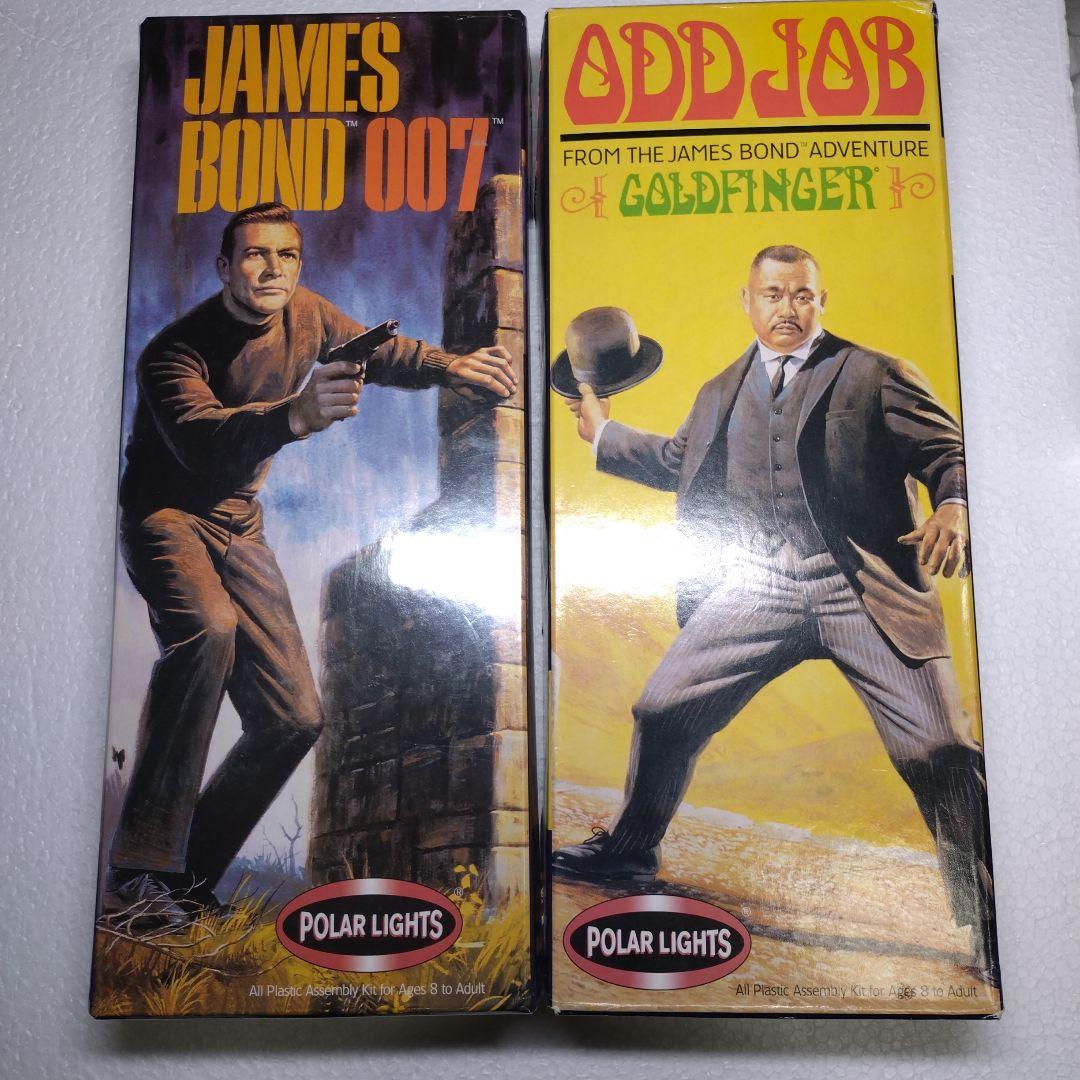 JAMES
BOND™ 007™
POLAR LIGHTS®
All Plastic Assembly Kit for Ages 8 to Adult
ODD JOB
FROM THE JAMES BOND™ ADVENTURE
GOLDFINGER®
POLAR LIGHTS®
All Plastic Assembly Kit for Ages 8 to Adult